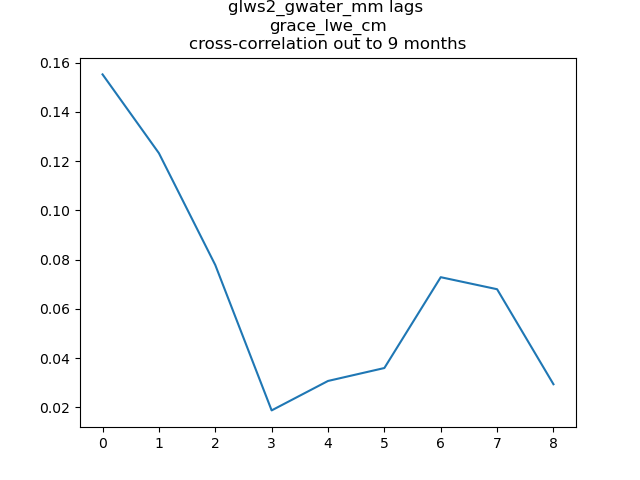 glws2_gwater_mm lags
grace_lwe_cm
cross-correlation out to 9 months
0.16
0.14
0.12
0.10
0.08
0.06
0.04
0.02
0 1 2 3 4 5 6 7 8